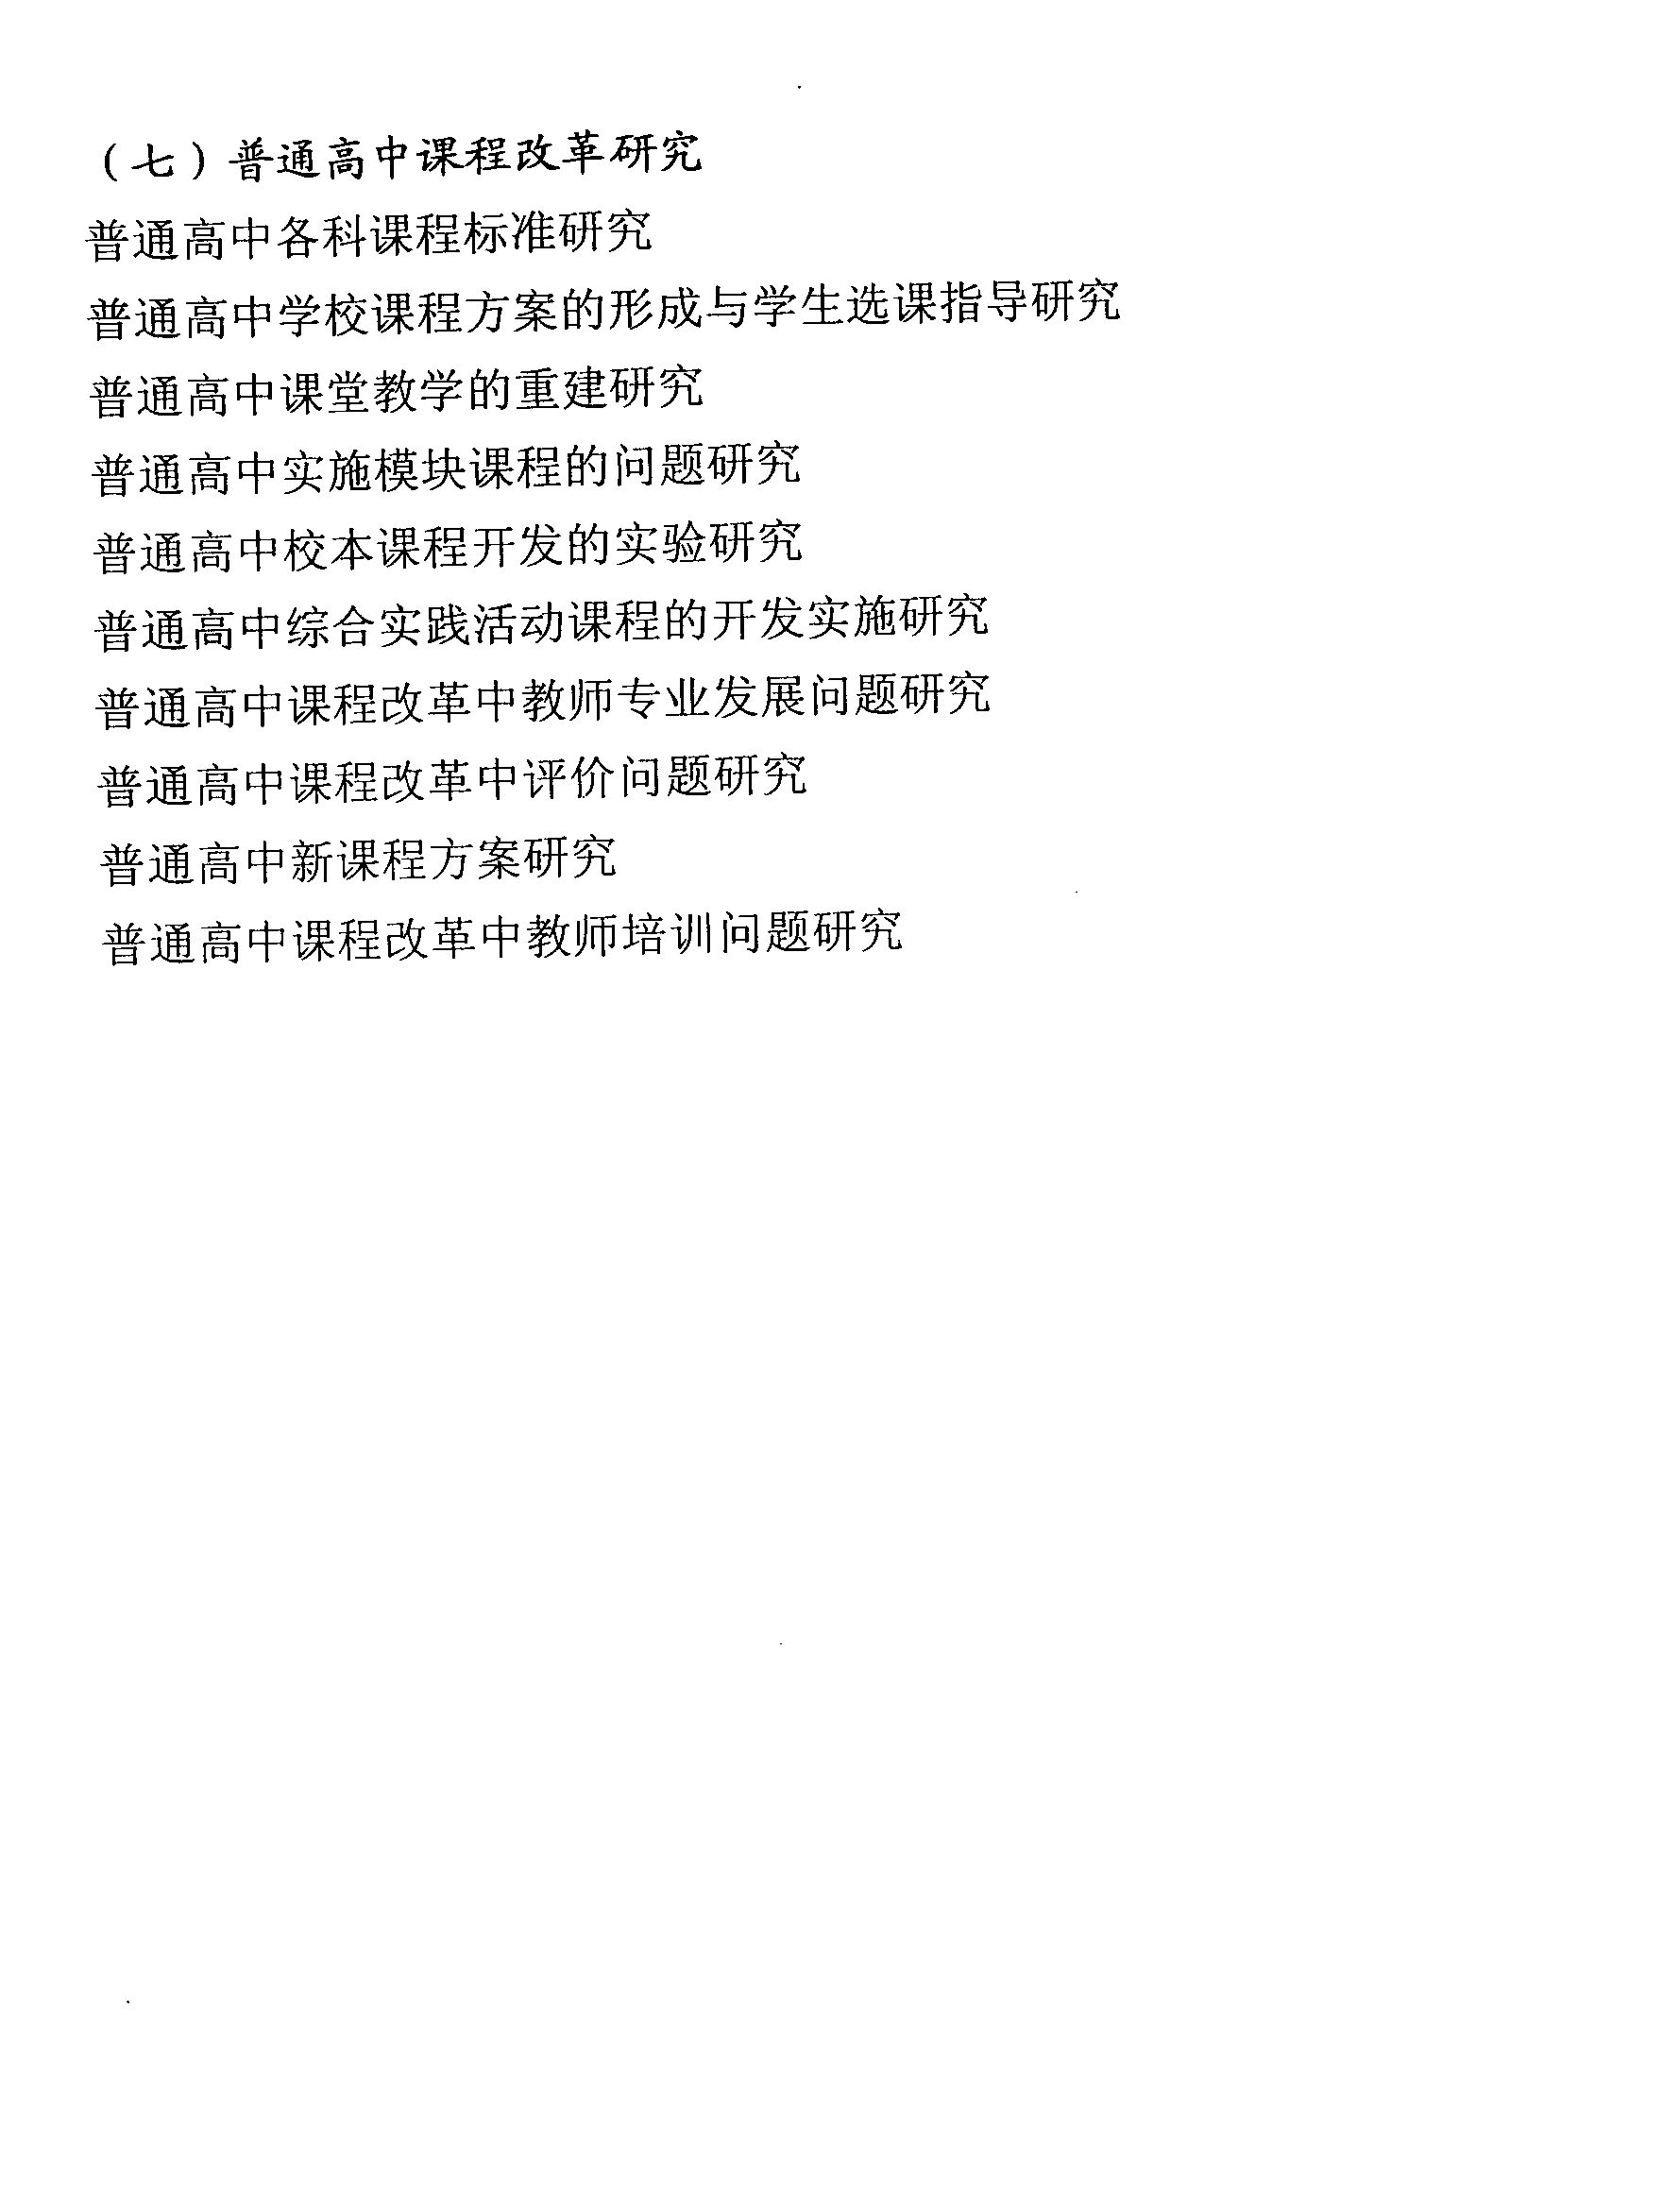 （七）普通高中课程改革研究
普通高中各科课程标准研究
普通高中学校课程方案的形成与学生选课指导研究
普通高中课堂教学的重建研究
普通高中实施模块课程的问题研究
普通高中校本课程开发的实验研究
普通高中综合实践活动课程的开发实施研究
普通高中课程改革中教师专业发展问题研究
普通高中课程改革中评价问题研究
普通高中新课程方案研究
普通高中课程改革中教师培训问题研究